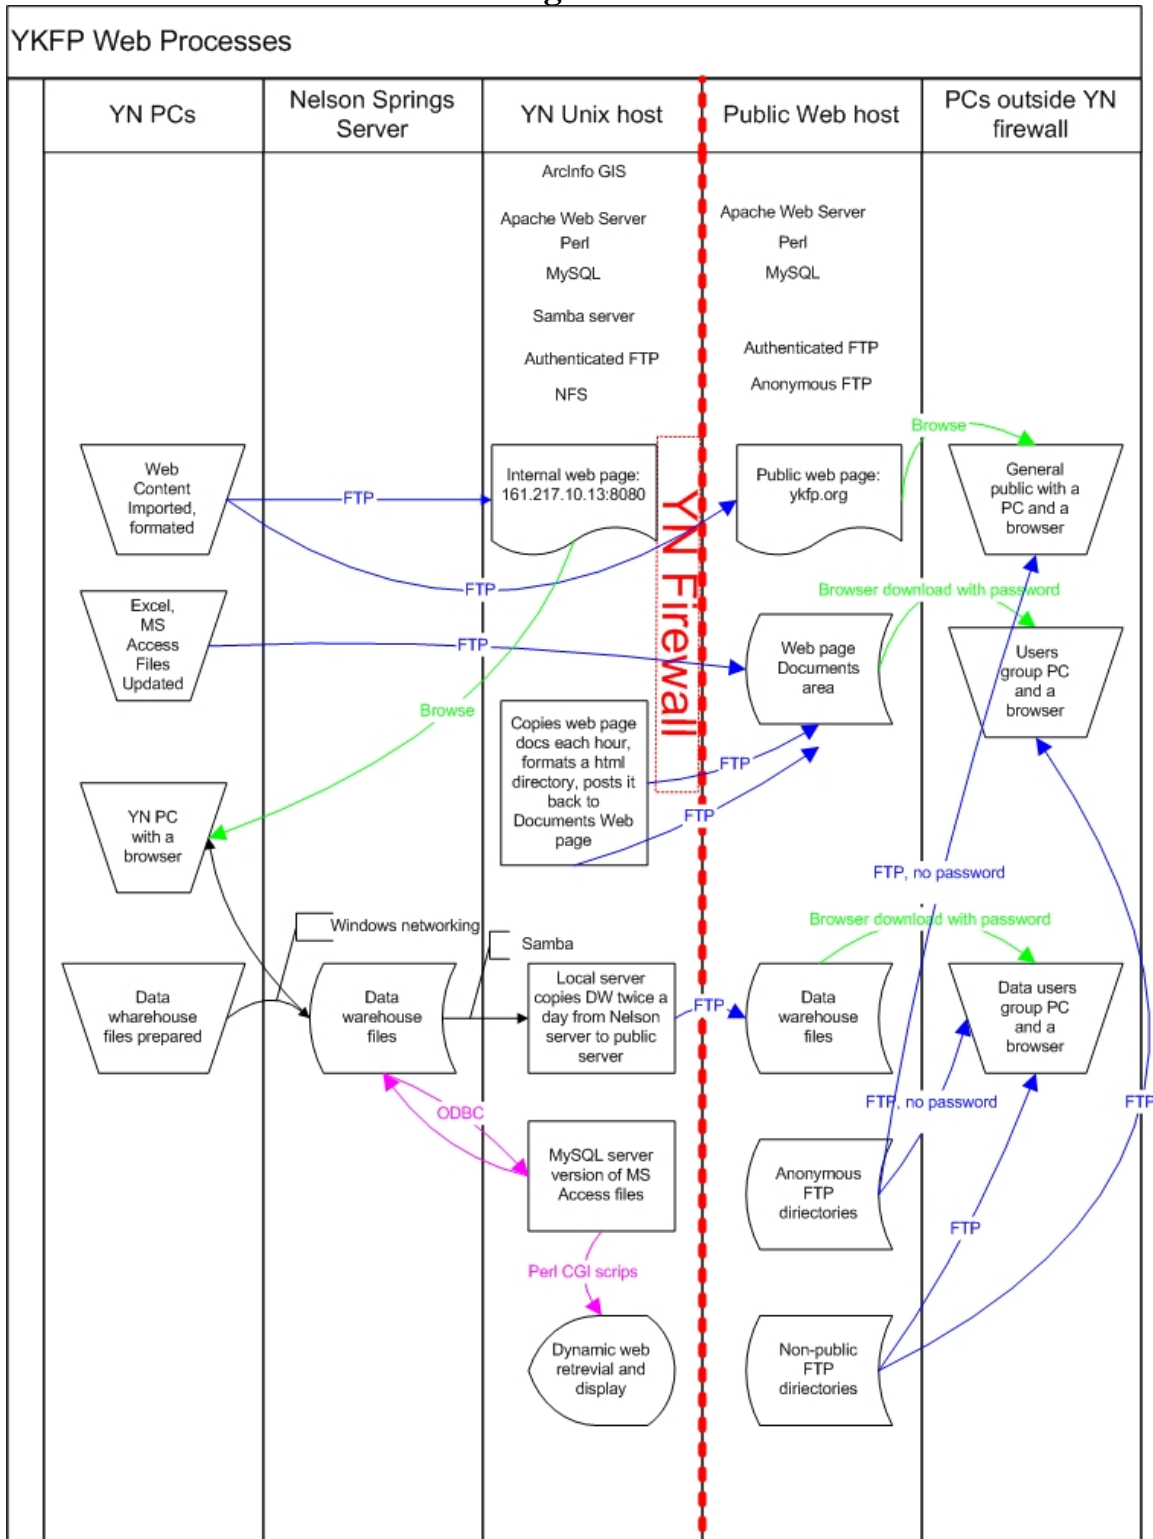 YKFP Web Processes
YN PCs
Nelson Springs
Server
YN Unix host
Public Web host
PCs outside YN
firewall
ArcInfo GIS
Apache Web Server
Perl
MySQL
Samba server
Authenticated FTP
NFS
Apache Web Server
Perl
MySQL
Authenticated FTP
Anonymous FTP
Browse
Web
Content
Imported,
formated
FTP
Internal web page:
161.217.10.13:8080
YN Firewall
Public web page:
ykfp.org
General
public with a
PC and a
browser
FTP
Browser download with password
Excel,
MS
Access
Files
Updated
FTP
Web page
Documents
area
Users
group PC
and a
browser
Browse
Copies web page
docs each hour,
formats a html
directory, posts it
back to
Documents Web
page
FTP
FTP
YN PC
with a
browser
FTP, no password
Windows networking
Samba
Browser download with password
Data
wharehouse
files prepared
Data
warehouse
files
Local server
copies DW twice a
day from Nelson
server to public
server
FTP
Data
warehouse
files
Data users
group PC
and a
browser
ODBC
FTP, no password
FTP
MySQL server
version of MS
Access files
Anonymous
FTP
diriectories
FTP
Perl CGI scrips
Dynamic web
retrevial and
display
Non-public
FTP
diriectories